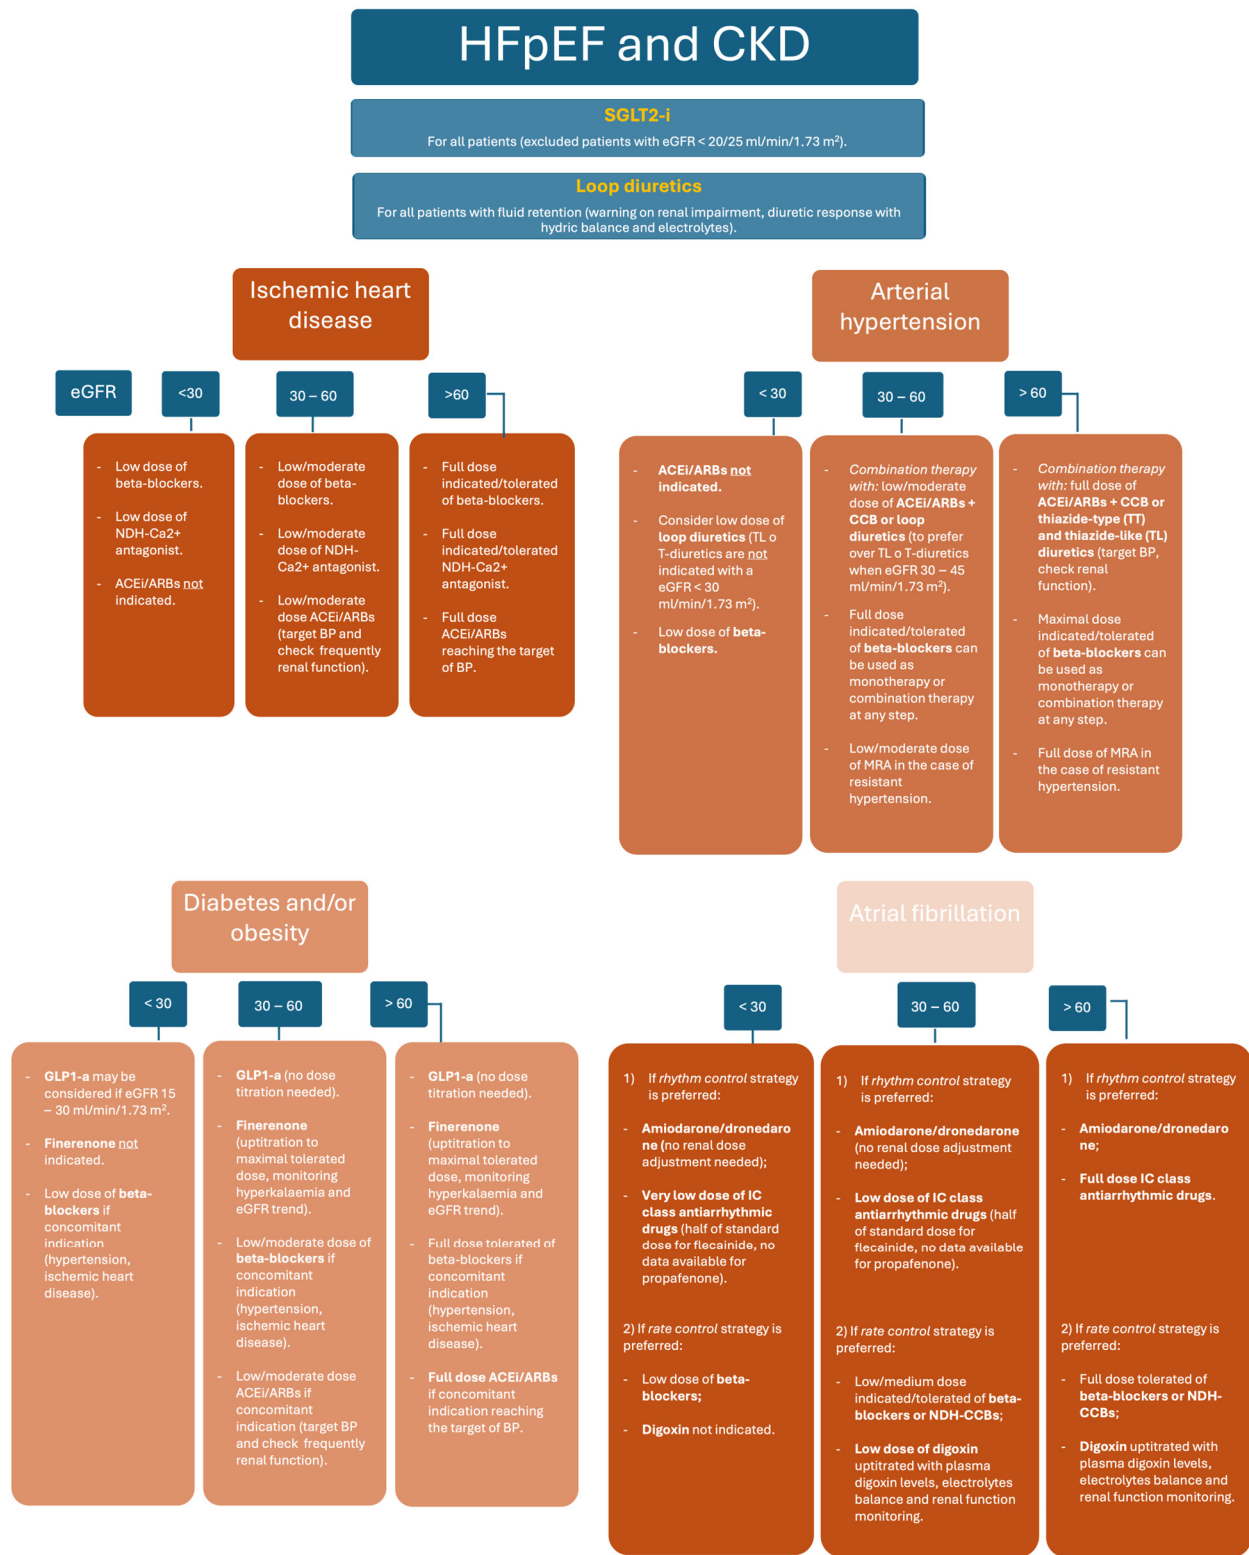 HFpEF and CKD
SGLT2-i
For all patients (excluded patients with eGFR < 20/25 ml/min/1.73 m²).
Loop diuretics
For all patients with fluid retention (warning on renal impairment, diuretic response with
hydric balance and electrolytes).
Ischemic heart
disease
eGFR
<30
30 – 60
>60
- Low dose of
beta-blockers.
- Low dose of
NDH-Ca2+
antagonist.
- ACEi/ARBs not
indicated.
- Low/moderate
dose of beta-
blockers.
- Low/moderate
dose of NDH-
Ca2+ antagonist.
- Low/moderate
dose ACEi/ARBs
(target BP and
check frequently
renal function).
- Full dose
indicated/tolerated
of beta-blockers.
- Full dose
indicated/tolerated
NDH-Ca2+
antagonist.
- Full dose
ACEi/ARBs
reaching the target
of BP.
Arterial
hypertension
< 30
30 – 60
> 60
- ACEi/ARBs not
indicated.
- Consider low dose of
loop diuretics (TL o
T-diuretics are not
indicated with a
eGFR < 30
ml/min/1.73 m²).
- Low dose of beta-
blockers.
- Combination therapy
with: low/moderate
dose of ACEi/ARBs +
CCB or loop
diuretics (to prefer
over TL o T-diuretics
when eGFR 30 – 45
ml/min/1.73 m²).
- Full dose
indicated/tolerated
of beta-blockers can
be used as
monotherapy or
combination therapy
at any step.
- Low/moderate dose
of MRA in the case of
resistant
hypertension.
- Combination therapy
with: full dose of
ACEi/ARBs + CCB or
thiazide-type (TT)
and thiazide-like (TL)
diuretics (target BP,
check renal
function).
- Maximal dose
indicated/tolerated
of beta-blockers can
be used as
monotherapy or
combination therapy
at any step.
- Full dose of MRA in
the case of resistant
hypertension.
Diabetes and/or
obesity
< 30
30 – 60
> 60
- GLP1-a may be
considered if eGFR 15
– 30 ml/min/1.73 m².
- Finerenone not
indicated.
- Low dose of beta-
blockers if
concomitant
indication
(hypertension,
ischemic heart
disease).
- GLP1-a (no dose
titration needed).
- Finerenone
(uptitration to
maximal tolerated
dose, monitoring
hyperkalaemia and
eGFR trend).
- Low/moderate dose of
beta-blockers if
concomitant
indication
(hypertension,
ischemic heart
disease).
- Low/moderate dose
ACEi/ARBs if
concomitant
indication (target BP
and check frequently
renal function).
- GLP1-a (no dose
titration needed).
- Finerenone
(uptitration to
maximal tolerated
dose, monitoring
hyperkalaemia and
eGFR trend).
- Full dose tolerated of
beta-blockers if
concomitant
indication
(hypertension,
ischemic heart
disease).
- Full dose ACEi/ARBs
if concomitant
indication reaching
the target of BP.
Atrial fibrillation
< 30
30 – 60
> 60
1) If rhythm control strategy
is preferred:
- Amiodarone/dronedaro
ne (no renal dose
adjustment needed);
- Very low dose of IC
class antiarrhythmic
drugs (half of standard
dose for flecainide, no
data available for
propafenone).
2) If rate control strategy is
preferred:
- Low dose of beta-
blockers;
- Digoxin not indicated.
1) If rhythm control strategy
is preferred:
- Amiodarone/dronedarone
(no renal dose adjustment
needed);
- Low dose of IC class
antiarrhythmic drugs (half
of standard dose for
flecainide, no data available
for propafenone).
2) If rate control strategy is
preferred:
- Low/medium dose
indicated/tolerated of beta-
blockers or NDH-CCBs;
- Low dose of digoxin
uptitrated with plasma
digoxin levels, electrolytes
balance and renal function
monitoring.
1) If rhythm control strategy
is preferred:
- Amiodarone/dronedaro
ne;
- Full dose IC class
antiarrhythmic drugs.
2) If rate control strategy is
preferred:
- Full dose tolerated of
beta-blockers or NDH-
CCBs;
- Digoxin uptitrated with
plasma digoxin levels,
electrolytes balance and
renal function monitoring.